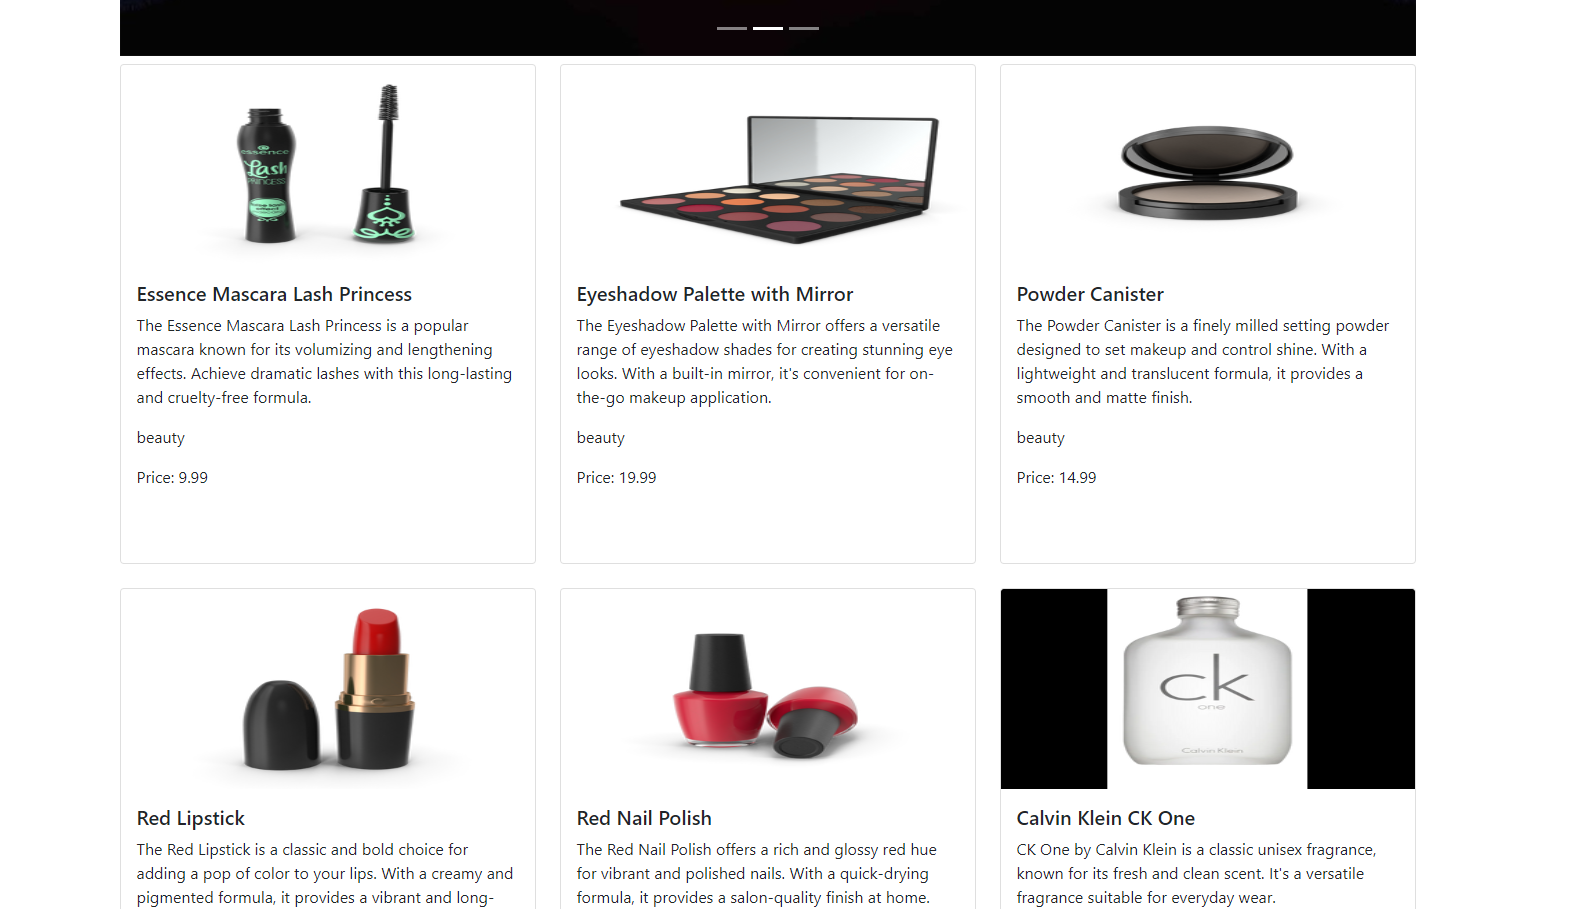 essence
Lash
PRINCESS
Essence Mascara Lash Princess
The Essence Mascara Lash Princess is a popular
mascara known for its volumizing and lengthening
effects. Achieve dramatic lashes with this long-lasting
and cruelty-free formula.
beauty
Price: 9.99
Eyeshadow Palette with Mirror
The Eyeshadow Palette with Mirror offers a versatile
range of eyeshadow shades for creating stunning eye
looks. With a built-in mirror, it's convenient for on-
the-go makeup application.
beauty
Price: 19.99
Powder Canister
The Powder Canister is a finely milled setting powder
designed to set makeup and control shine. With a
lightweight and translucent formula, it provides a
smooth and matte finish.
beauty
Price: 14.99
Red Lipstick
The Red Lipstick is a classic and bold choice for
adding a pop of color to your lips. With a creamy and
pigmented formula, it provides a vibrant and long-
Red Nail Polish
The Red Nail Polish offers a rich and glossy red hue
for vibrant and polished nails. With a quick-drying
formula, it provides a salon-quality finish at home.
ck
one
Calvin Klein
Calvin Klein CK One
CK One by Calvin Klein is a classic unisex fragrance,
known for its fresh and clean scent. It's a versatile
fragrance suitable for everyday wear.